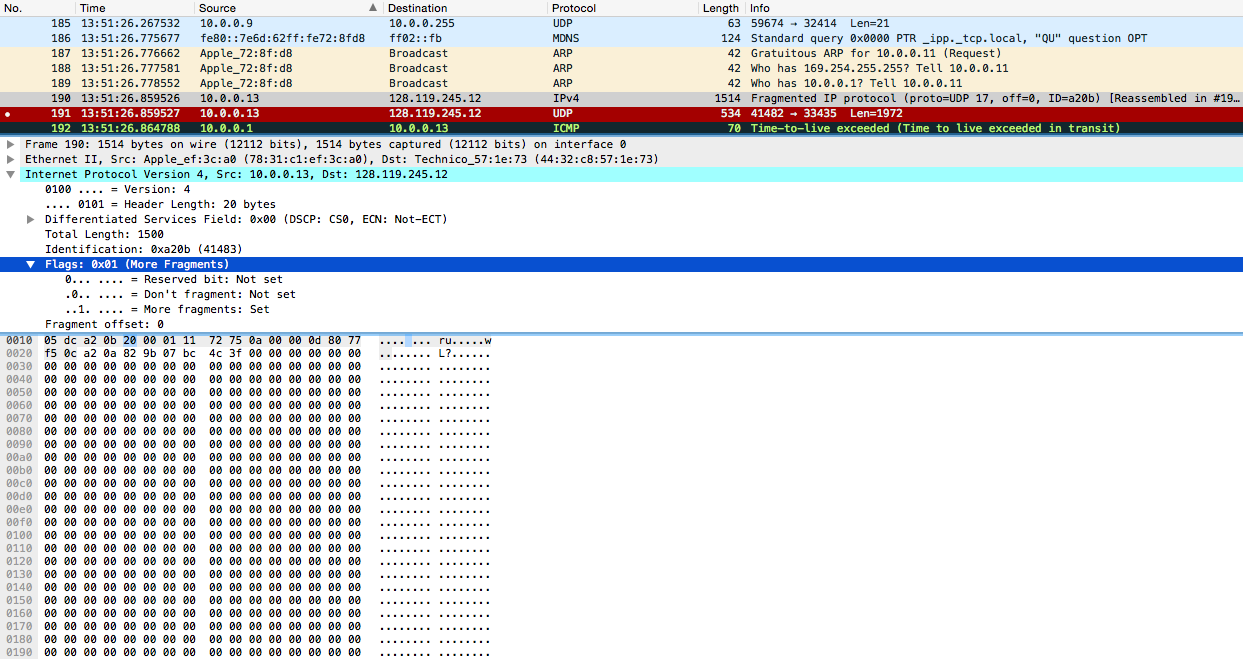 No. Time Source Destination Protocol Length Info
185 13:51:26.267532 10.0.0.9 10.0.0.255 UDP 63 59674 → 32414 Len=21
186 13:51:26.775677 fe80::7e6d:62ff:fe72:8fd8 ff02::fb MDNS 124 Standard query 0x0000 PTR _ipp._tcp.local, "QU" question OPT
187 13:51:26.776662 Apple_72:8f:d8 Broadcast ARP 42 Gratuitous ARP for 10.0.0.11 (Request)
188 13:51:26.777581 Apple_72:8f:d8 Broadcast ARP 42 Who has 169.254.255.255? Tell 10.0.0.11
189 13:51:26.778552 Apple_72:8f:d8 Broadcast ARP 42 Who has 10.0.0.1? Tell 10.0.0.11
190 13:51:26.859526 10.0.0.13 128.119.245.12 IPv4 1514 Fragmented IP protocol (proto=UDP 17, off=0, ID=a20b) [Reassembled in #19…
191 13:51:26.859527 10.0.0.13 128.119.245.12 UDP 534 41482 → 33435 Len=1972
192 13:51:26.864788 10.0.0.1 10.0.0.13 ICMP 70 Time-to-live exceeded (Time to live exceeded in transit)
Frame 190: 1514 bytes on wire (12112 bits), 1514 bytes captured (12112 bits) on interface 0
Ethernet II, Src: Apple_ef:3c:a0 (78:31:c1:ef:3c:a0), Dst: Technico_57:1e:73 (44:32:c8:57:1e:73)
Internet Protocol Version 4, Src: 10.0.0.13, Dst: 128.119.245.12
0100 .... = Version: 4
.... 0101 = Header Length: 20 bytes
Differentiated Services Field: 0x00 (DSCP: CS0, ECN: Not-ECT)
Total Length: 1500
Identification: 0xa20b (41483)
Flags: 0x01 (More Fragments)
0... .... = Reserved bit: Not set
.0.. .... = Don't fragment: Not set
..1. .... = More fragments: Set
Fragment offset: 0
0010 05 dc a2 0b 20 00 01 11 72 75 0a 00 00 0d 80 77 .... ... ru.....w
0020 f5 0c a2 0a 82 9b 07 bc 4c 3f 00 00 00 00 00 00 ........ L?......
0030 00 00 00 00 00 00 00 00 00 00 00 00 00 00 00 00 ........ ........
0040 00 00 00 00 00 00 00 00 00 00 00 00 00 00 00 00 ........ ........
0050 00 00 00 00 00 00 00 00 00 00 00 00 00 00 00 00 ........ ........
0060 00 00 00 00 00 00 00 00 00 00 00 00 00 00 00 00 ........ ........
0070 00 00 00 00 00 00 00 00 00 00 00 00 00 00 00 00 ........ ........
0080 00 00 00 00 00 00 00 00 00 00 00 00 00 00 00 00 ........ ........
0090 00 00 00 00 00 00 00 00 00 00 00 00 00 00 00 00 ........ ........
00a0 00 00 00 00 00 00 00 00 00 00 00 00 00 00 00 00 ........ ........
00b0 00 00 00 00 00 00 00 00 00 00 00 00 00 00 00 00 ........ ........
00c0 00 00 00 00 00 00 00 00 00 00 00 00 00 00 00 00 ........ ........
00d0 00 00 00 00 00 00 00 00 00 00 00 00 00 00 00 00 ........ ........
00e0 00 00 00 00 00 00 00 00 00 00 00 00 00 00 00 00 ........ ........
00f0 00 00 00 00 00 00 00 00 00 00 00 00 00 00 00 00 ........ ........
0100 00 00 00 00 00 00 00 00 00 00 00 00 00 00 00 00 ........ ........
0110 00 00 00 00 00 00 00 00 00 00 00 00 00 00 00 00 ........ ........
0120 00 00 00 00 00 00 00 00 00 00 00 00 00 00 00 00 ........ ........
0130 00 00 00 00 00 00 00 00 00 00 00 00 00 00 00 00 ........ ........
0140 00 00 00 00 00 00 00 00 00 00 00 00 00 00 00 00 ........ ........
0150 00 00 00 00 00 00 00 00 00 00 00 00 00 00 00 00 ........ ........
0160 00 00 00 00 00 00 00 00 00 00 00 00 00 00 00 00 ........ ........
0170 00 00 00 00 00 00 00 00 00 00 00 00 00 00 00 00 ........ ........
0180 00 00 00 00 00 00 00 00 00 00 00 00 00 00 00 00 ........ ........
0190 00 00 00 00 00 00 00 00 00 00 00 00 00 00 00 00 ........ ........